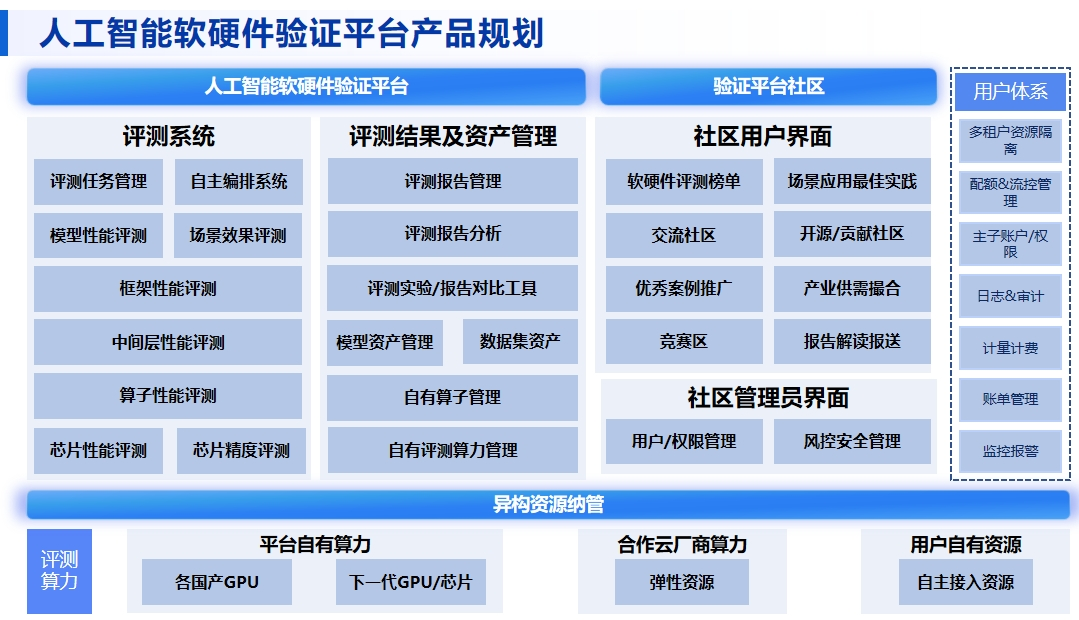 人工智能软硬件验证平台产品规划
人工智能软硬件验证平台
验证平台社区
用户体系
评测系统
评测任务管理
自主编排系统
模型性能评测
场景效果评测
框架性能评测
中间层性能评测
算子性能评测
芯片性能评测
芯片精度评测
评测结果及资产管理
评测报告管理
评测报告分析
评测实验/报告对比工具
模型资产管理
数据集资产
自有算子管理
自有评测算力管理
社区用户界面
软硬件评测榜单
场景应用最佳实践
交流社区
开源/贡献社区
优秀案例推广
产业供需撮合
竞赛区
报告解读报送
社区管理员界面
用户/权限管理
风控安全管理
多租户资源隔
离
配额&流控管
理
主子账户/权
限
日志&审计
计量计费
账单管理
监控报警
异构资源纳管
评测
算力
平台自有算力
各国产GPU
下一代GPU/芯片
合作云厂商算力
弹性资源
用户自有资源
自主接入资源